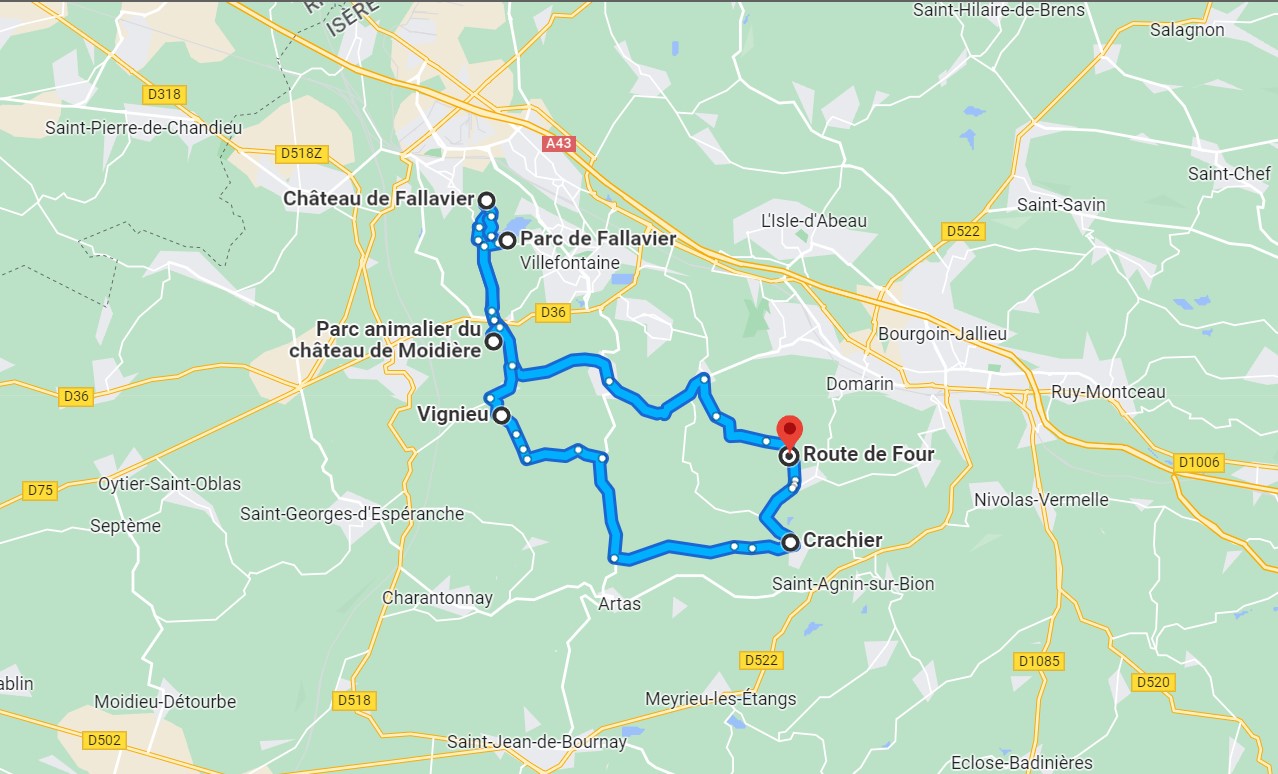 ISÈRE
Saint-Hilaire-de-Brens
Salagnon
D318
Saint-Pierre-de-Chandieu
A43
D518Z
Saint-Chef
Château de Fallavier
Saint-Savin
L'Isle-d'Abeau
D522
Parc de Fallavier
Villefontaine
D36
Parc animalier du
château de Moidière
Bourgoin-Jallieu
Domarin
Ruy-Montceau
D36
Vignieu
Route de Four
D1006
Oytier-Saint-Oblas
D75
Nivolas-Vermelle
Saint-Georges-d'Espéranche
Septème
Crachier
Saint-Agnin-sur-Bion
Charantonnay
Artas
D522
D1085
D520
ablin
Moidieu-Détourbe
D518
Meyrieu-les-Étangs
D502
Saint-Jean-de-Bournay
Eclose-Badinières